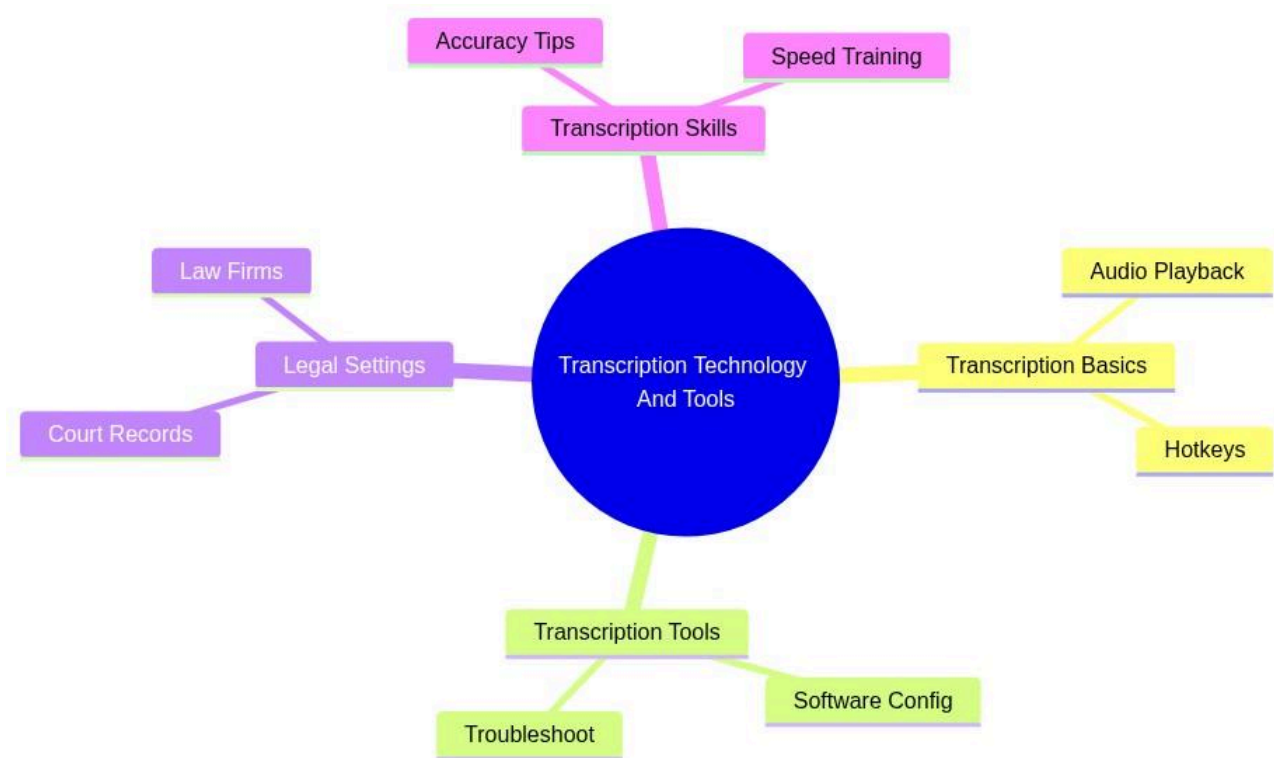 Accuracy Tips
Speed Training
Transcription Skills
Law Firms
Audio Playback
Legal Settings
Transcription Technology
And Tools
Transcription Basics
Court Records
Hotkeys
Transcription Tools
Software Config
Troubleshoot